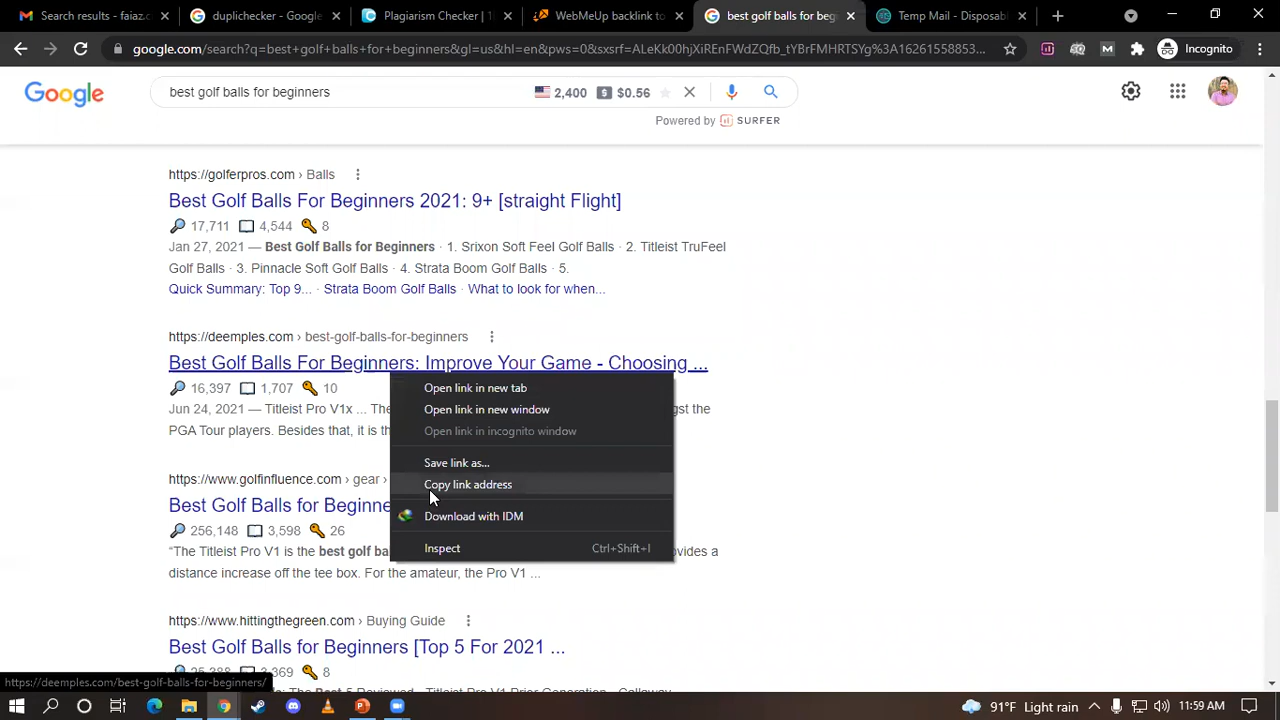 Search results - faiaz.c
duplichecker - Google
Plagiarism Checker | 1
WebMeUp backlink to
best golf balls for beg
Temp Mail - Disposab
google.com/search?q=best+golf+balls+for+beginners&gl=us&hl=en&pws=0&sxsrf=ALeKk00hjXiREnFWdZQfb_tYBrFMHRTSYg%3A16261558853...
Incognito
Google
best golf balls for beginners
2,400
$0.56
Powered by SURFER
https://golferpros.com › Balls
Best Golf Balls For Beginners 2021: 9+ [straight Flight]
17,711 4,544 8
Jan 27, 2021 — Best Golf Balls for Beginners · 1. Srixon Soft Feel Golf Balls · 2. Titleist TruFeel
Golf Balls · 3. Pinnacle Soft Golf Balls · 4. Strata Boom Golf Balls · 5.
Quick Summary: Top 9... · Strata Boom Golf Balls · What to look for when...
https://deemples.com › best-golf-balls-for-beginners
Best Golf Balls For Beginners: Improve Your Game - Choosing ...
16,397 1,707 10
Jun 24, 2021 — Titleist Pro V1x ... The
gst the
PGA Tour players. Besides that, it is th
https://www.golfinfluence.com › gear ›
Best Golf Balls for Beginne
256,148 3,598 26
“The Titleist Pro V1 is the best golf ba
vides a
distance increase off the tee box. For the amateur, the Pro V1 ...
Open link in new tab
Open link in new window
Open link in incognito window
Save link as...
Copy link address
Download with IDM
Inspect Ctrl+Shift+I
https://www.hittingthegreen.com › Buying Guide
Best Golf Balls for Beginners [Top 5 For 2021 ...
25,388 3,369 8
https://deemples.com/best-golf-balls-for-beginners/
91°F Light rain
11:59 AM